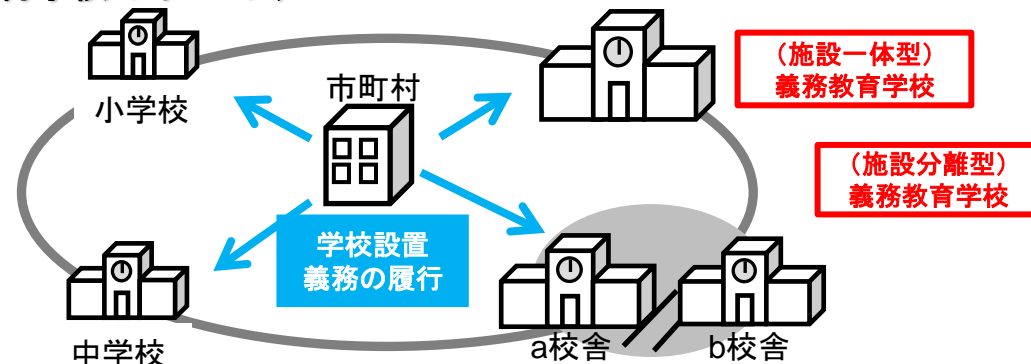 小学校
市町村
（施設一体型）
義務教育学校
（施設分離型）
義務教育学校
学校設置
義務の履行
中学校
a校舎
b校舎